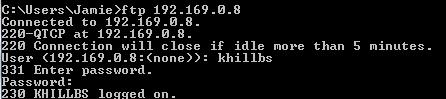 C:\Users\Jamie>ftp 192.169.0.8
Connected to 192.169.0.8.
220-QTCP at 192.169.0.8.
220 Connection will close if idle more than 5 minutes.
User (192.169.0.8:(none)): khillbs
331 Enter password.
Password:
230 KHILLBS logged on.